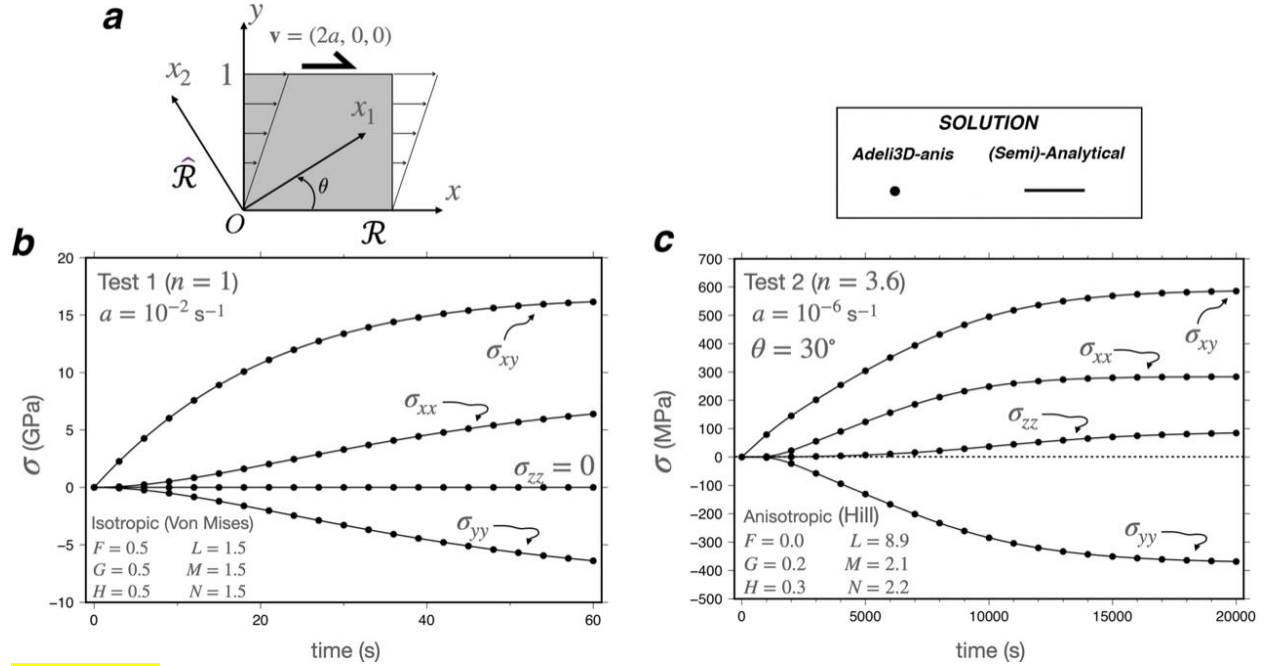 a
y
v = (2a, 0, 0)
x₂
1
x₁
R̂
θ
x
O
R
SOLUTION
Adeli3D-anis (Semi)-Analytical
b
20
15
10
5
0
−5
−10
σ (GPa)
Test 1 (n = 1)
a = 10⁻² s⁻¹
σxy
σxx
σzz = 0
σyy
Isotropic (Von Mises)
F = 0.5 L = 1.5
G = 0.5 M = 1.5
H = 0.5 N = 1.5
0 20 40 60
time (s)
c
700
600
500
400
300
200
100
0
−100
−200
−300
−400
−500
σ (MPa)
Test 2 (n = 3.6)
a = 10⁻⁶ s⁻¹
θ = 30°
σxy
σxx
σzz
σyy
Anisotropic (Hill)
F = 0.0 L = 8.9
G = 0.2 M = 2.1
H = 0.3 N = 2.2
0 5000 10000 15000 20000
time (s)